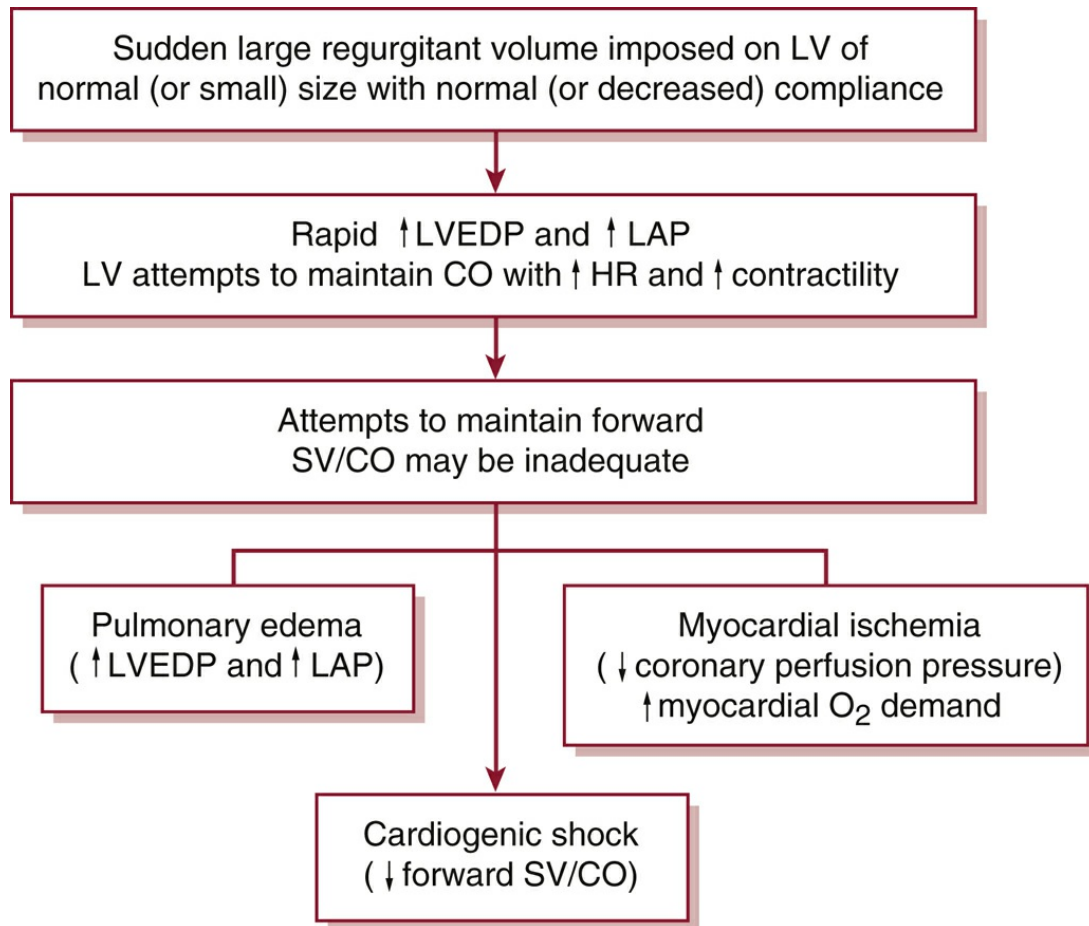 Sudden large regurgitant volume imposed on LV of
normal (or small) size with normal (or decreased) compliance
Rapid ↑LVEDP and ↑ LAP
LV attempts to maintain CO with ↑ HR and ↑ contractility
Attempts to maintain forward
SV/CO may be inadequate
Pulmonary edema
(↑LVEDP and ↑ LAP)
Myocardial ischemia
(↓ coronary perfusion pressure)
↑ myocardial O₂ demand
Cardiogenic shock
(↓ forward SV/CO)